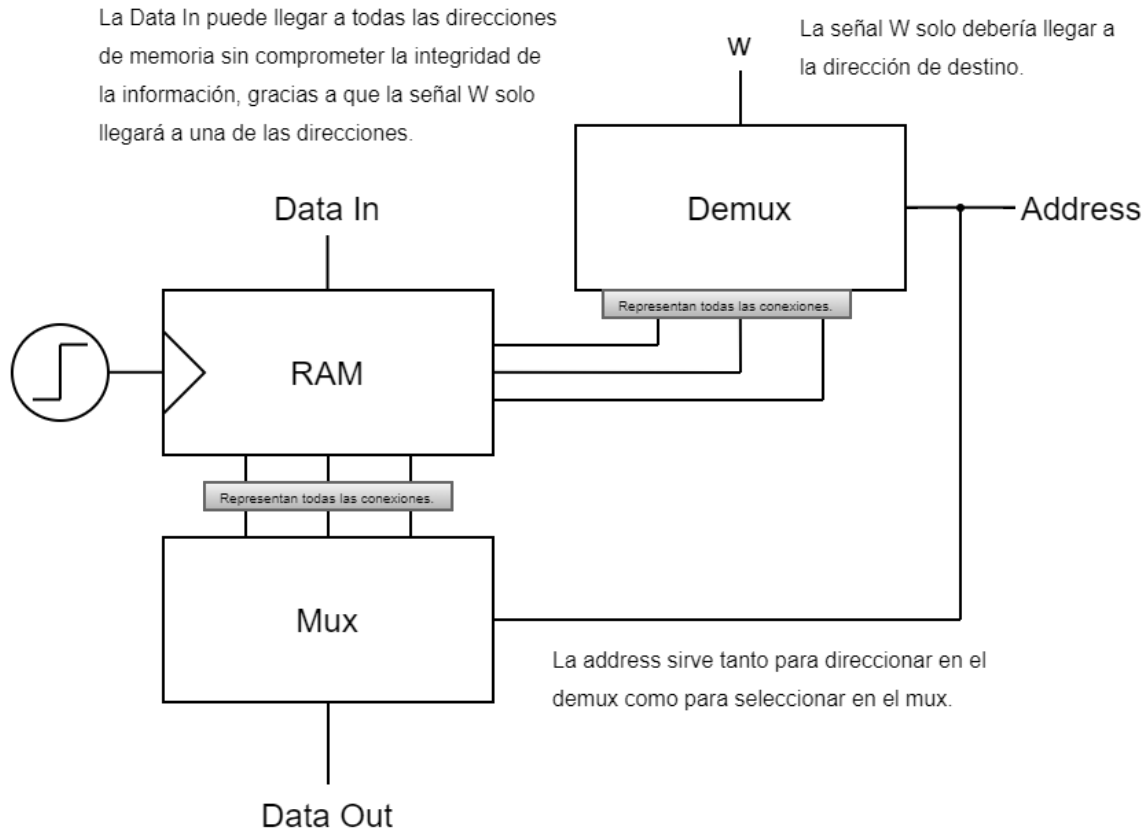 La Data In puede llegar a todas las direcciones
de memoria sin comprometer la integridad de
la información, gracias a que la señal W solo
llegará a una de las direcciones.
W
La señal W solo debería llegar a
la dirección de destino.
Data In
Demux
Address
Representan todas las conexiones.
RAM
Representan todas las conexiones.
Mux
La address sirve tanto para direccionar en el
demux como para seleccionar en el mux.
Data Out